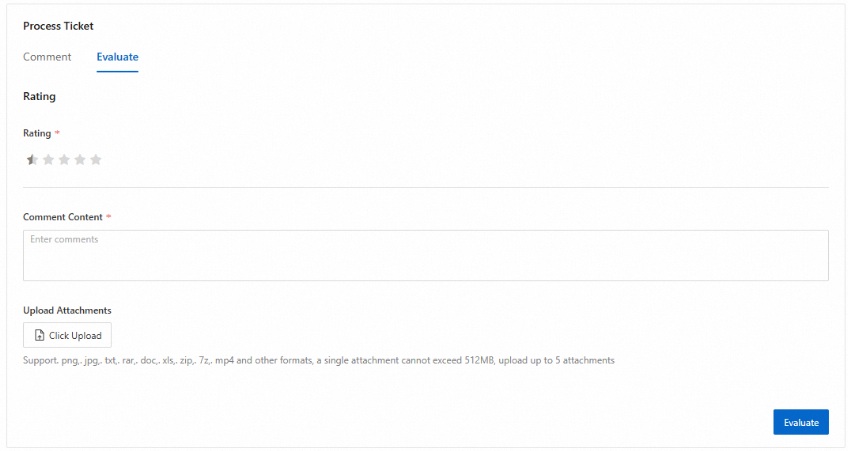 Process Ticket
Comment Evaluate
Rating
Rating *
Comment Content *
Enter comments
Upload Attachments
Click Upload
Support. png,. jpg,. txt,. rar,. doc,. xls,. zip,. 7z,. mp4 and other formats, a single attachment cannot exceed 512MB, upload up to 5 attachments
Evaluate